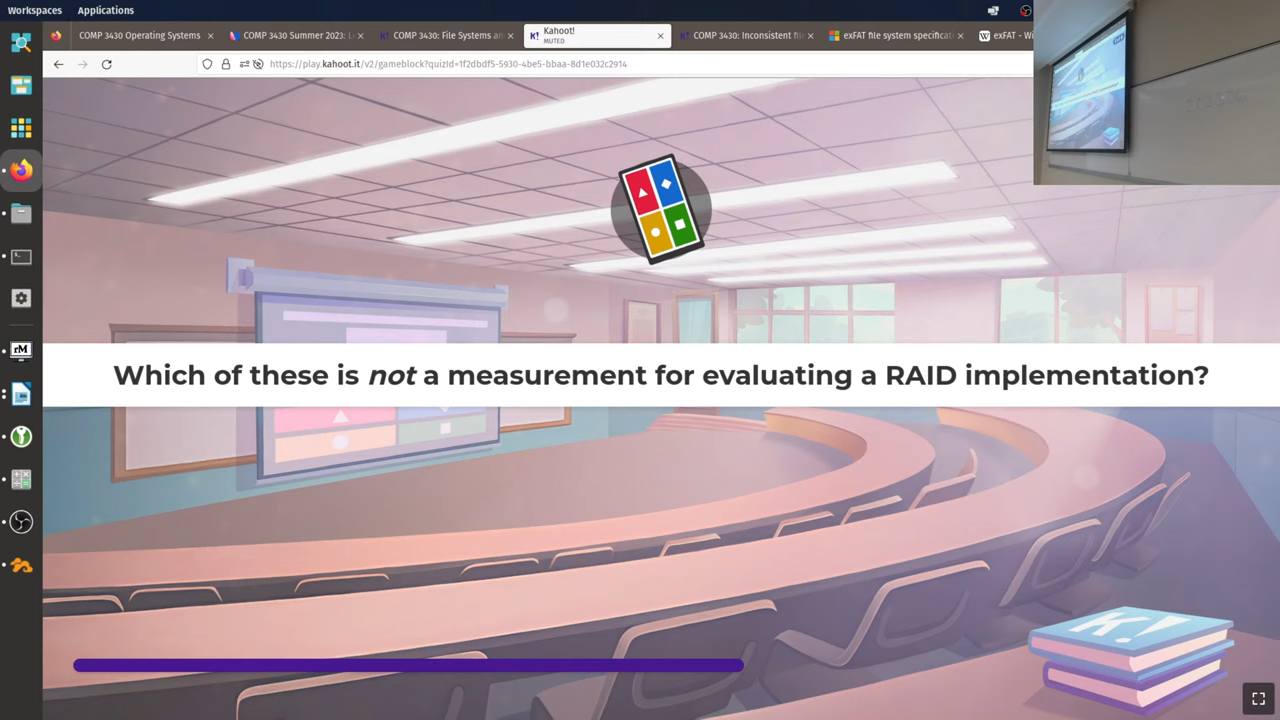 Workspaces
Applications
COMP 3430 Operating Systems
COMP 3430 Summer 2023: L
COMP 3430: File Systems an
Kahoot!
MUTED
COMP 3430: Inconsistent fi
exFAT file system specificati
exFAT - Wi
https://play.kahoot.it/v2/gameblock?quizId=1f2dbdf5-5930-4be5-bbaa-8d1e032c2914
Which of these is not a measurement for evaluating a RAID implementation?
K!